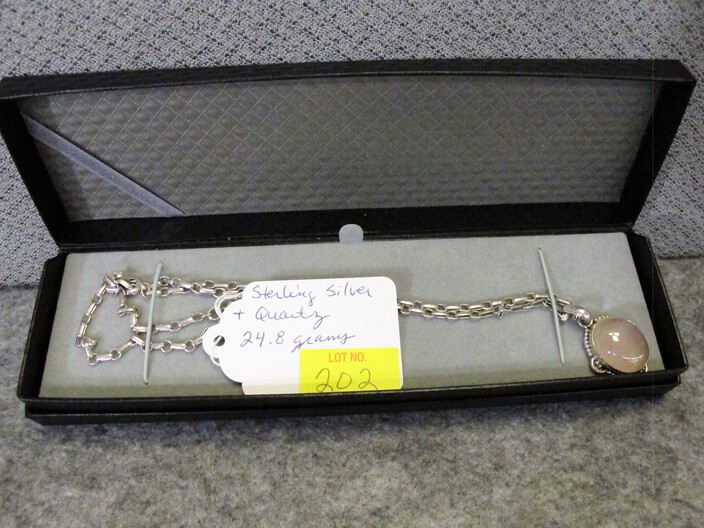 Sterling Silver
+ Quartz
24.8 grams
LOT NO.
202